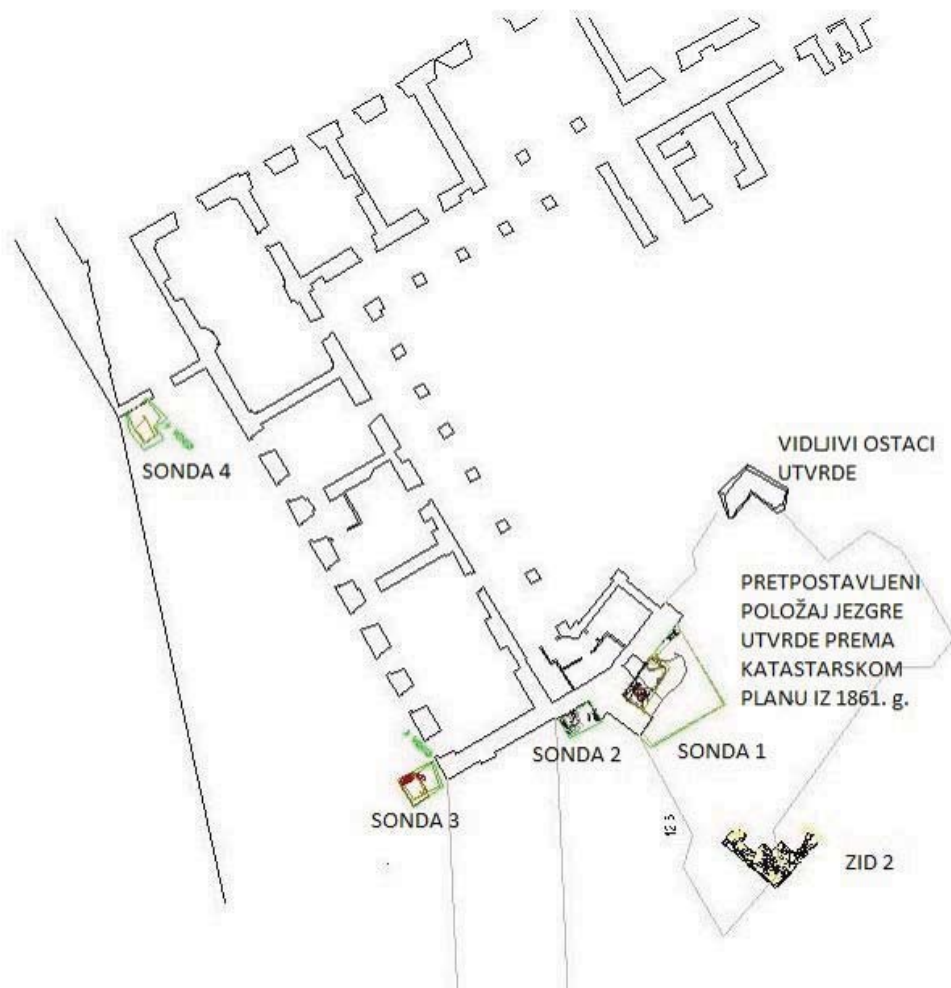 VIDLJIVI OSTACI
UTVRDE
SONDA 4
PRETPOSTAVLJENI
POLOŽAJ JEZGRE
UTVRDE PREMA
KATASTARSKOM
PLANU IZ 1861. g.
SONDA 2
SONDA 1
SONDA 3
ZID 2